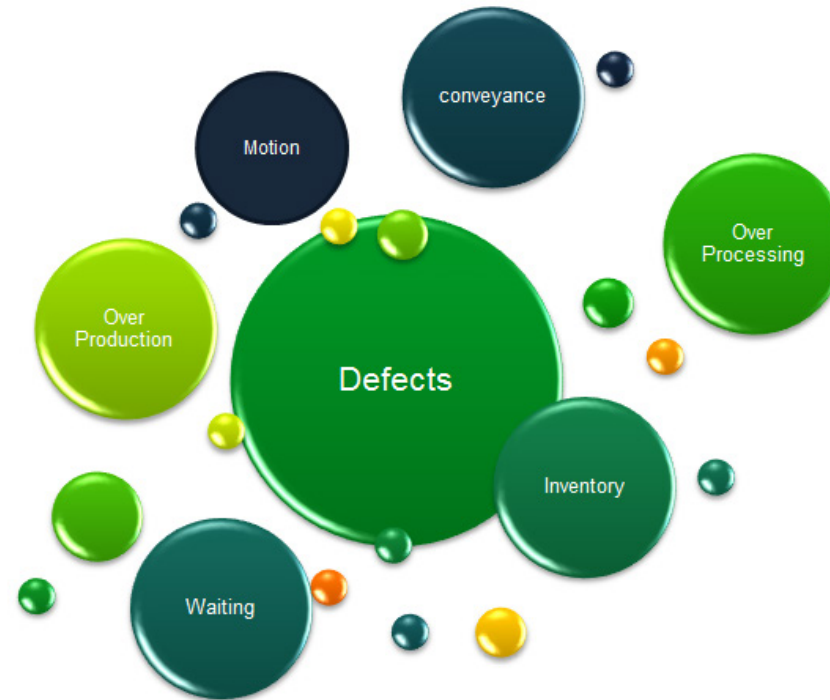 conveyance
Motion
Over
Processing
Over
Production
Defects
Inventory
Waiting